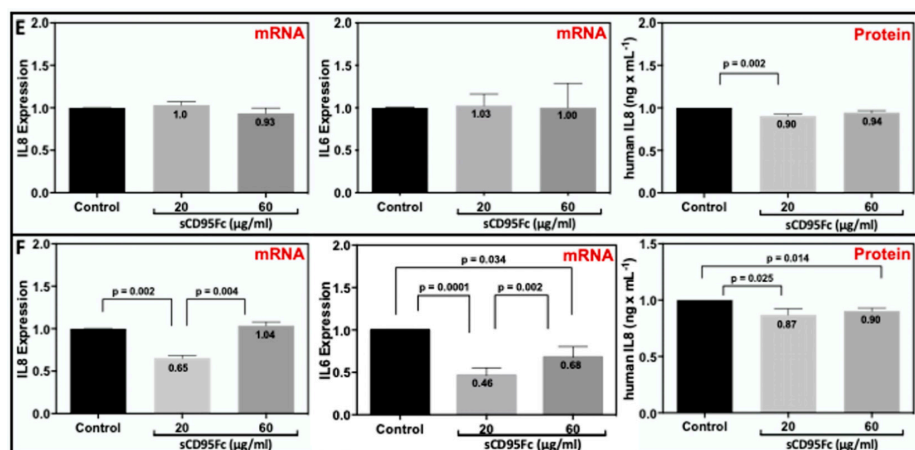 E
mRNA
IL8 Expression
2.0
1.5
1.0
0.5
0.0
1.0
0.93
Control
20
60
sCD95Fc (µg/ml)
mRNA
IL6 Expression
2.0
1.5
1.0
0.5
0.0
1.03
1.00
Control
20
60
sCD95Fc (µg/ml)
Protein
human IL8 (ng x mL⁻¹)
2.0
1.5
1.0
0.5
0.0
p = 0.002
0.90
0.94
Control
20
60
sCD95Fc (µg/ml)
F
mRNA
IL8 Expression
2.0
1.5
1.0
0.5
0.0
p = 0.002
p = 0.004
0.65
1.04
Control
20
60
sCD95Fc (µg/ml)
mRNA
IL6 Expression
2.0
1.5
1.0
0.5
0.0
p = 0.034
p = 0.0001
p = 0.002
0.46
0.68
Control
20
60
sCD95Fc (µg/ml)
Protein
human IL8 (ng x mL⁻¹)
1.5
1.0
0.5
0.0
p = 0.014
p = 0.025
0.87
0.90
Control
20
60
sCD95Fc (µg/ml)